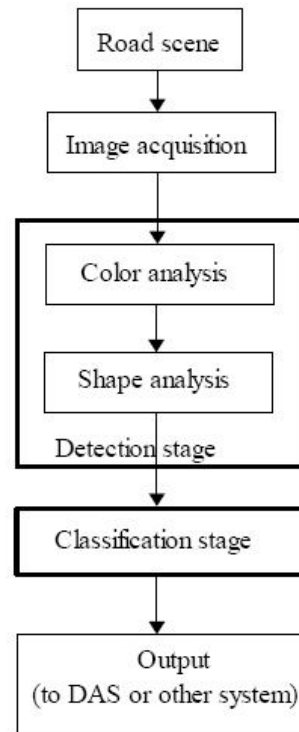 Road scene
Image acquisition
Color analysis
Shape analysis
Detection stage
Classification stage
Output
(to DAS or other system)